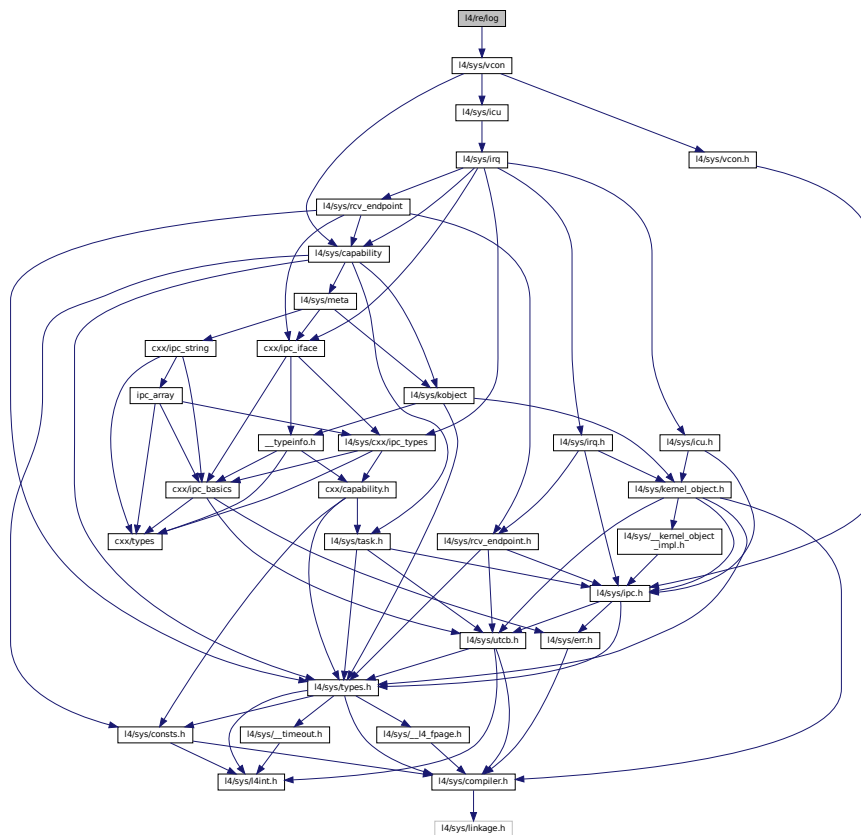 l4/re/log
l4/sys/vcon
l4/sys/icu
l4/sys/irq
l4/sys/vcon.h
l4/sys/rcv_endpoint
l4/sys/capability
l4/sys/meta
cxx/ipc_string
cxx/ipc_iface
ipc_array
l4/sys/kobject
__typeinfo.h
l4/sys/cxx/ipc_types
l4/sys/irq.h
l4/sys/icu.h
cxx/ipc_basics
cxx/capability.h
l4/sys/kernel_object.h
cxx/types
l4/sys/task.h
l4/sys/rcv_endpoint.h
l4/sys/__kernel_object
_impl.h
l4/sys/ipc.h
l4/sys/utcb.h
l4/sys/err.h
l4/sys/types.h
l4/sys/consts.h
l4/sys/__timeout.h
l4/sys/__l4_fpage.h
l4/sys/l4int.h
l4/sys/compiler.h
l4/sys/linkage.h